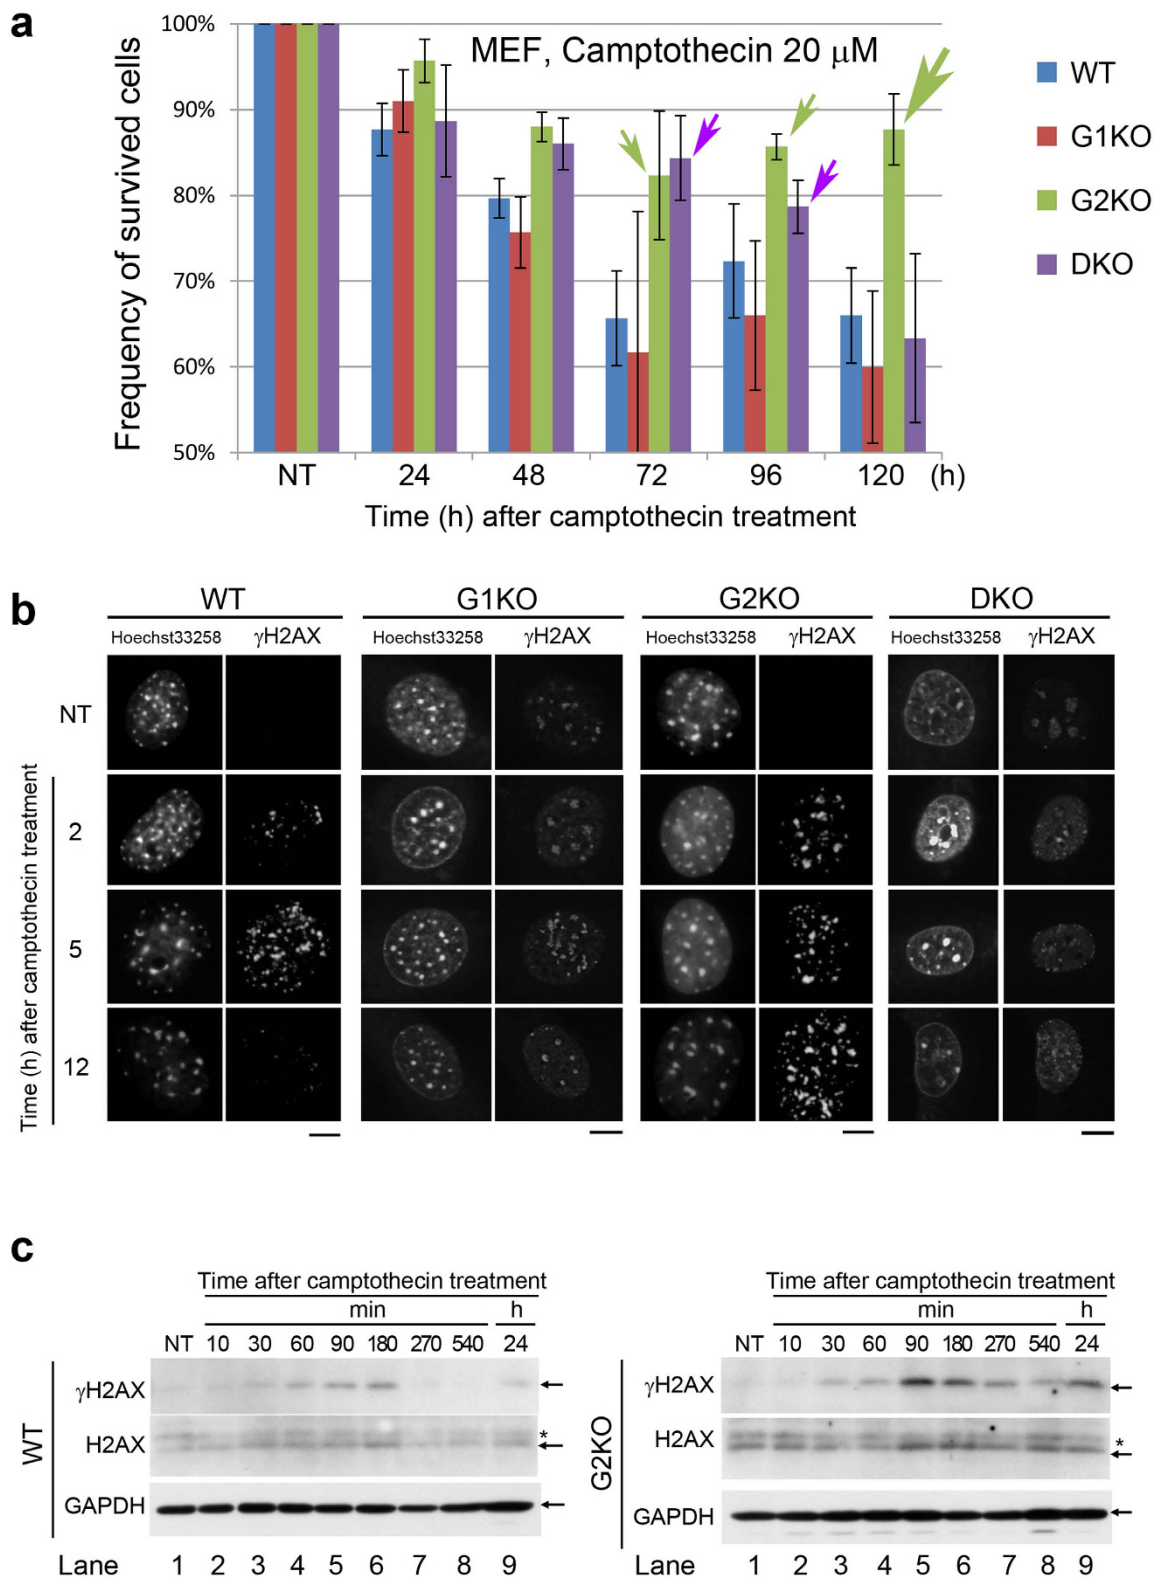 a
100%
90%
80%
70%
60%
50%
Frequency of survived cells
MEF, Camptothecin 20 μM
WT
G1KO
G2KO
DKO
NT 24 48 72 96 120 (h)
Time (h) after camptothecin treatment
b
WT G1KO G2KO DKO
Hoechst33258 γH2AX Hoechst33258 γH2AX Hoechst33258 γH2AX Hoechst33258 γH2AX
NT
2
5
12
Time (h) after camptothecin treatment
c
Time after camptothecin treatment
min h
NT 10 30 60 90 180 270 540 24
WT
γH2AX
H2AX *
GAPDH
Lane 1 2 3 4 5 6 7 8 9
Time after camptothecin treatment
min h
NT 10 30 60 90 180 270 540 24
G2KO
γH2AX
H2AX *
GAPDH
Lane 1 2 3 4 5 6 7 8 9